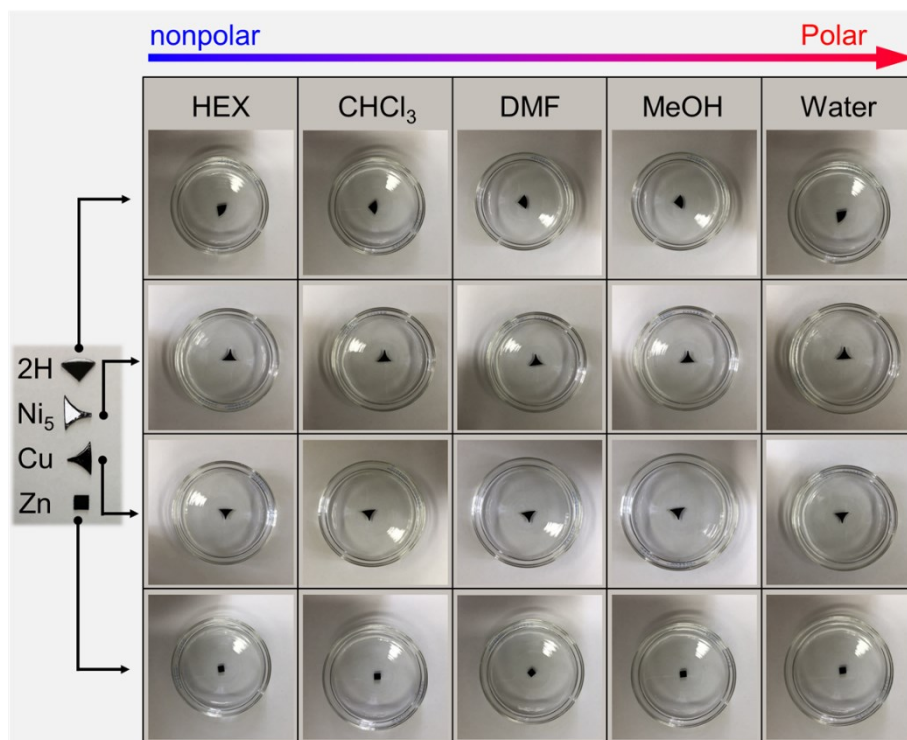 nonpolar Polar
HEX CHCl₃ DMF MeOH Water
2H
Ni₅
Cu
Zn